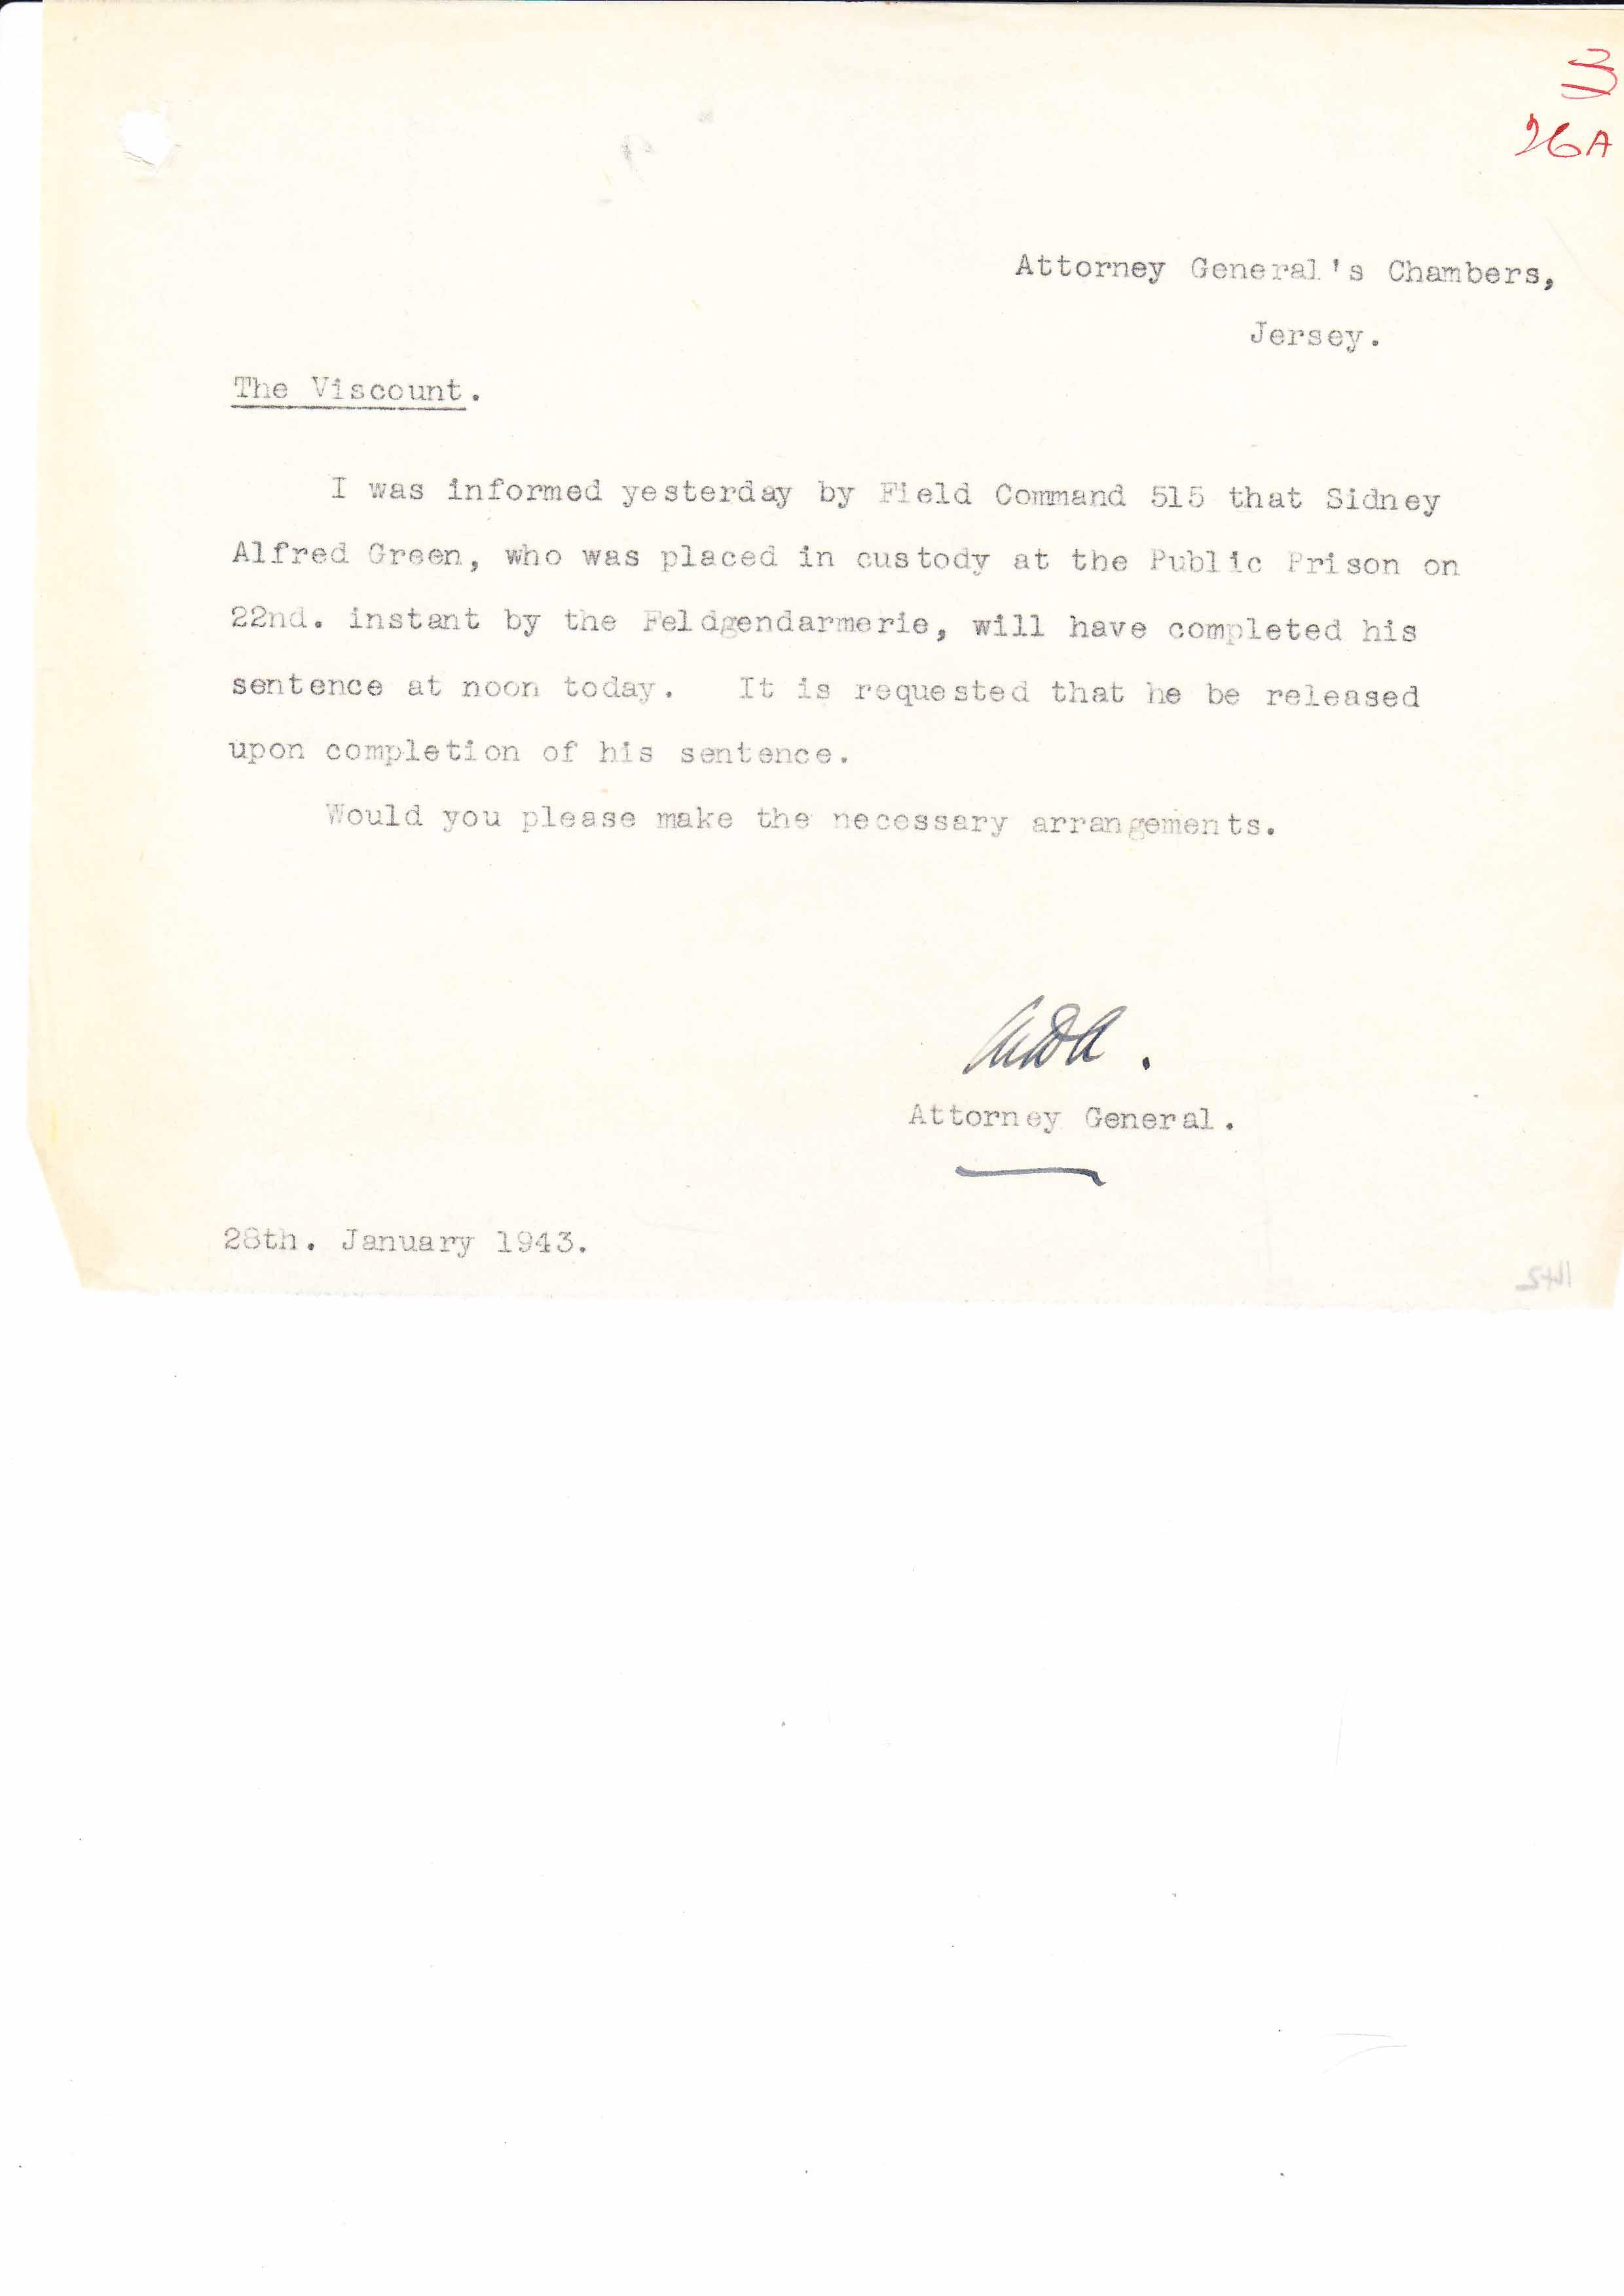 3
26A
Attorney General's Chambers,
Jersey.
The Viscount.
I was informed yesterday by Field Command 515 that Sidney
Alfred Green, who was placed in custody at the Public Prison on
22nd. instant by the Feldgendarmerie, will have completed his
sentence at noon today. It is requested that he be released
upon completion of his sentence.
Would you please make the necessary arrangements.
Attorney General.
28th. January 1943.